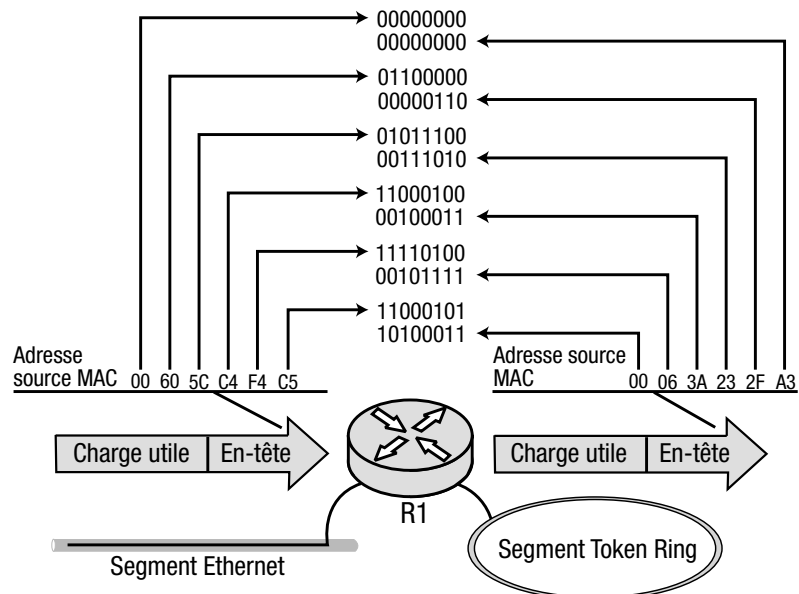 00000000
00000000
01100000
00000110
01011100
00111010
11000100
00100011
11110100
00101111
11000101
10100011
Adresse
source MAC 00 60 5C C4 F4 C5
Adresse source
MAC 00 06 3A 23 2F A3
Charge utile En-tête
Charge utile En-tête
R1
Segment Ethernet
Segment Token Ring